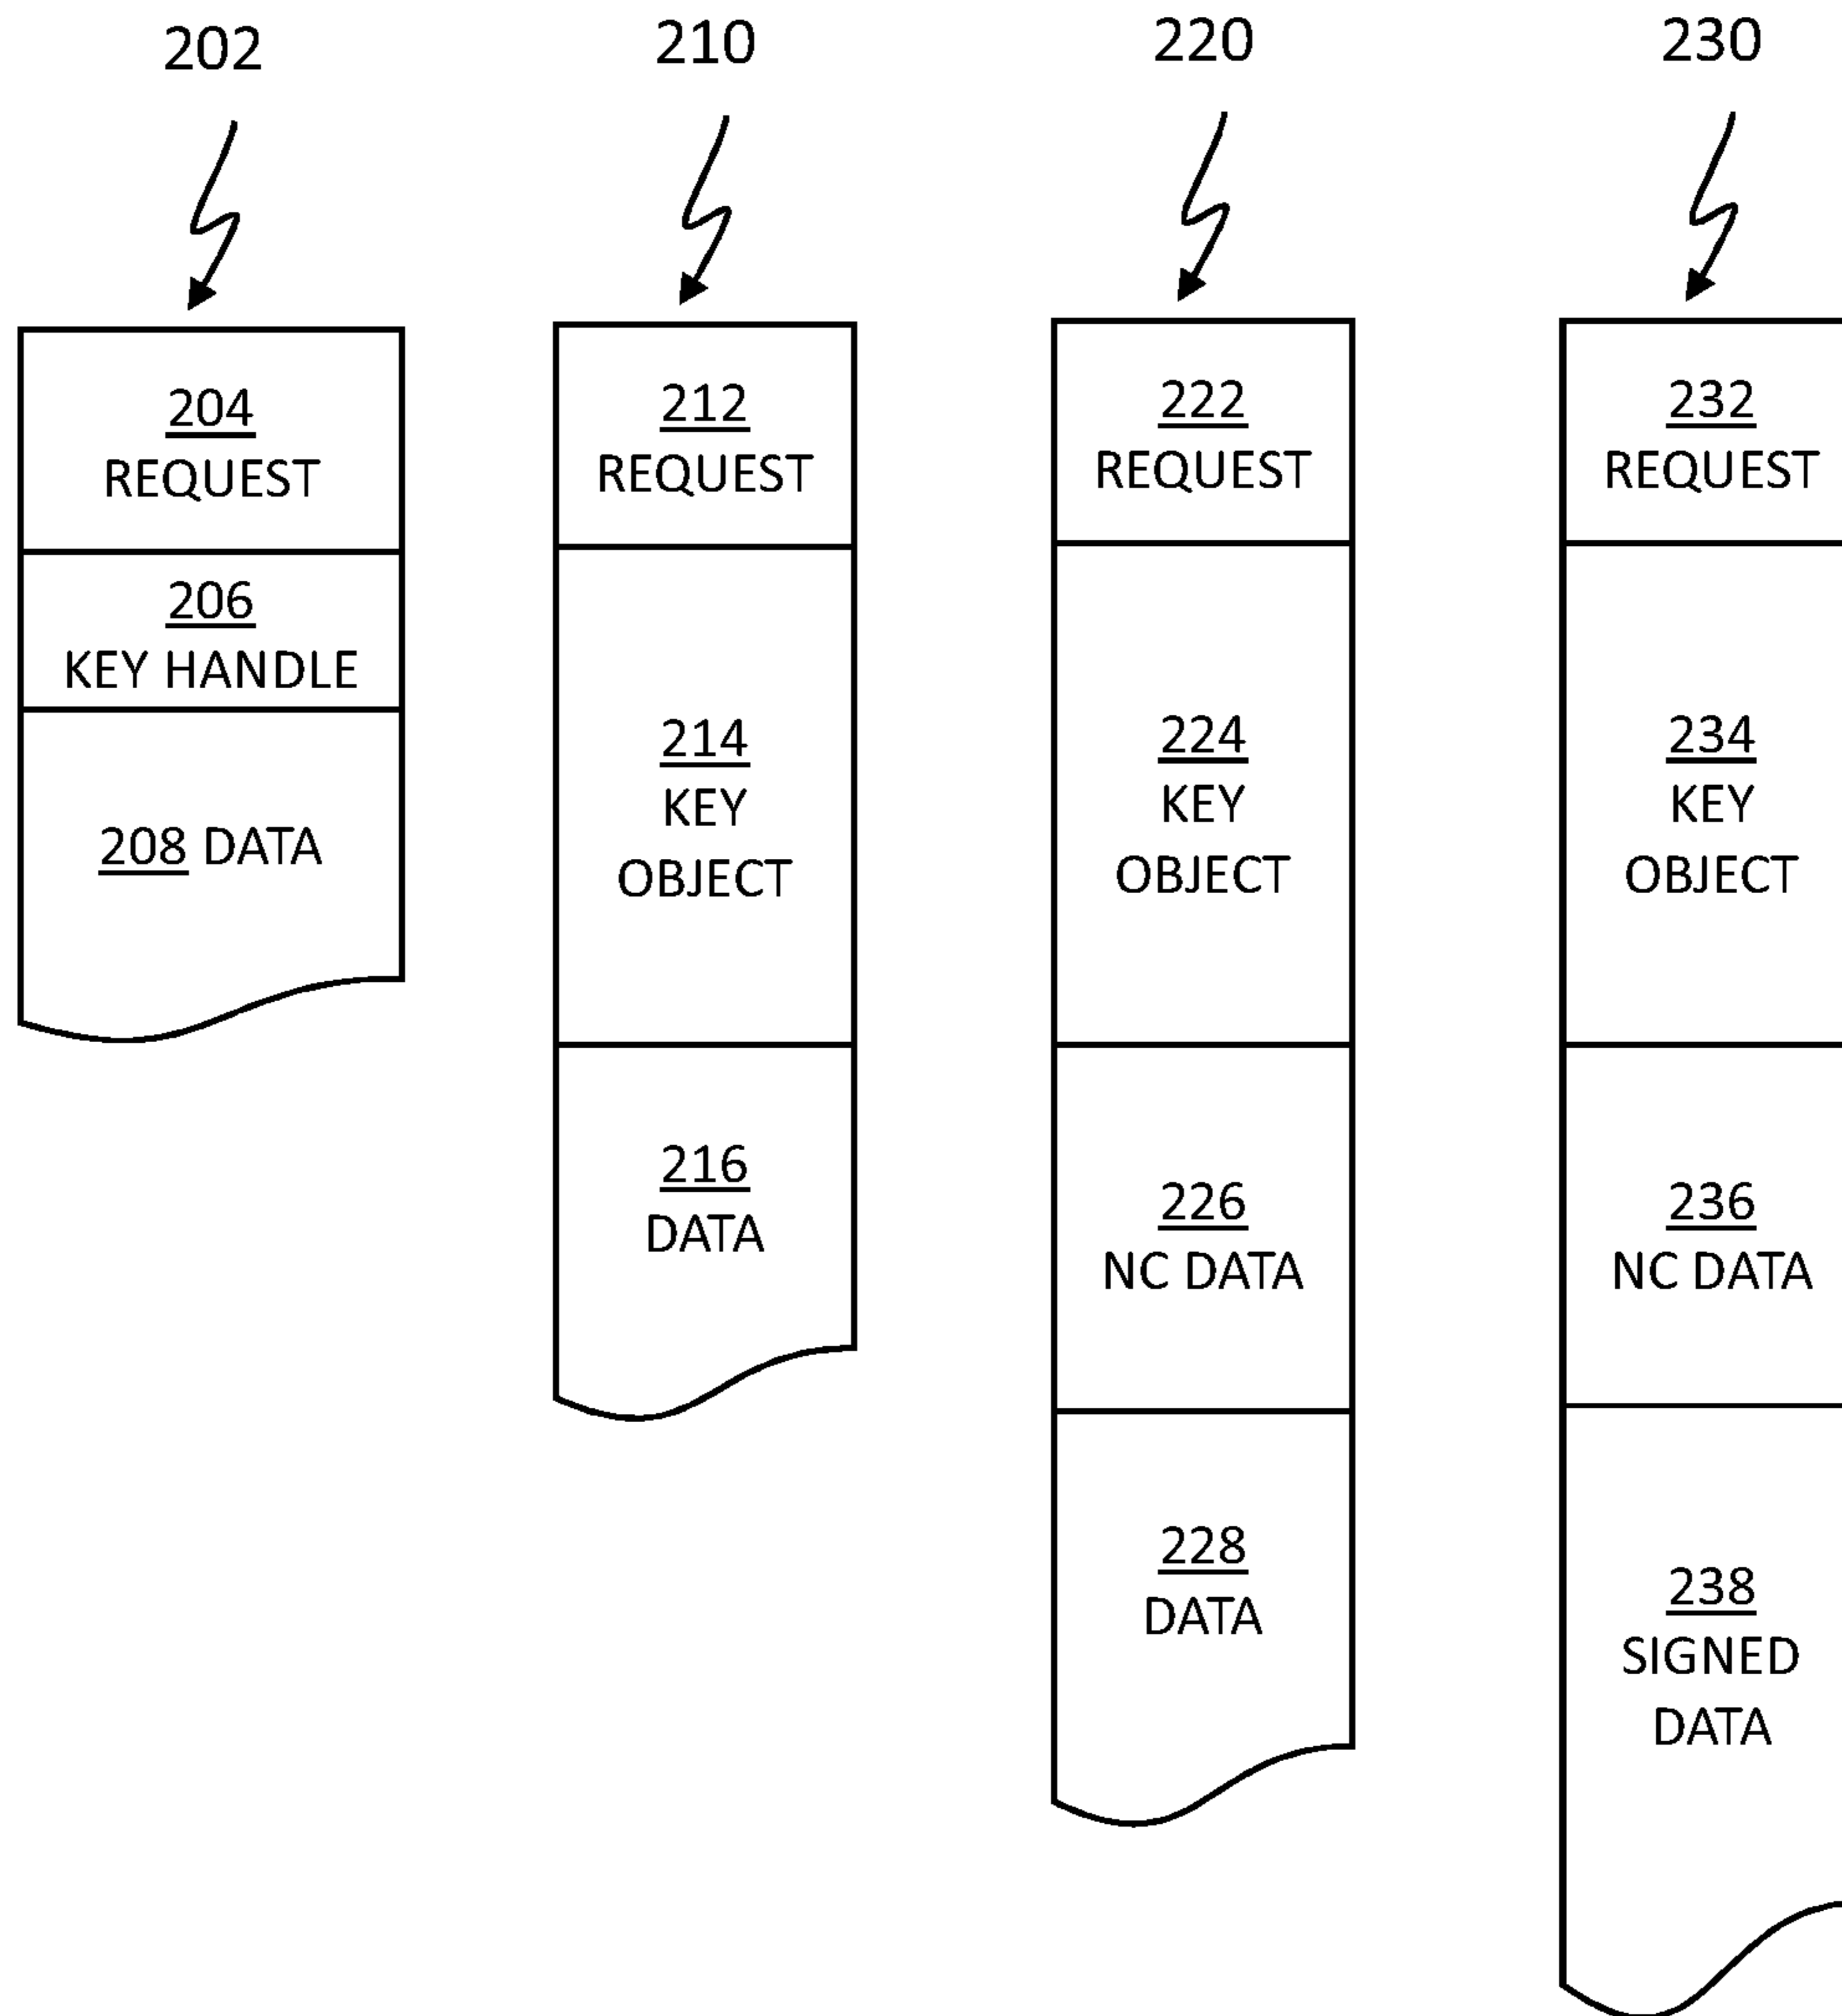 202
204
REQUEST
206
KEY HANDLE
208 DATA
210
212
REQUEST
214
KEY
OBJECT
216
DATA
220
222
REQUEST
224
KEY
OBJECT
226
NC DATA
228
DATA
230
232
REQUEST
234
KEY
OBJECT
236
NC DATA
238
SIGNED
DATA